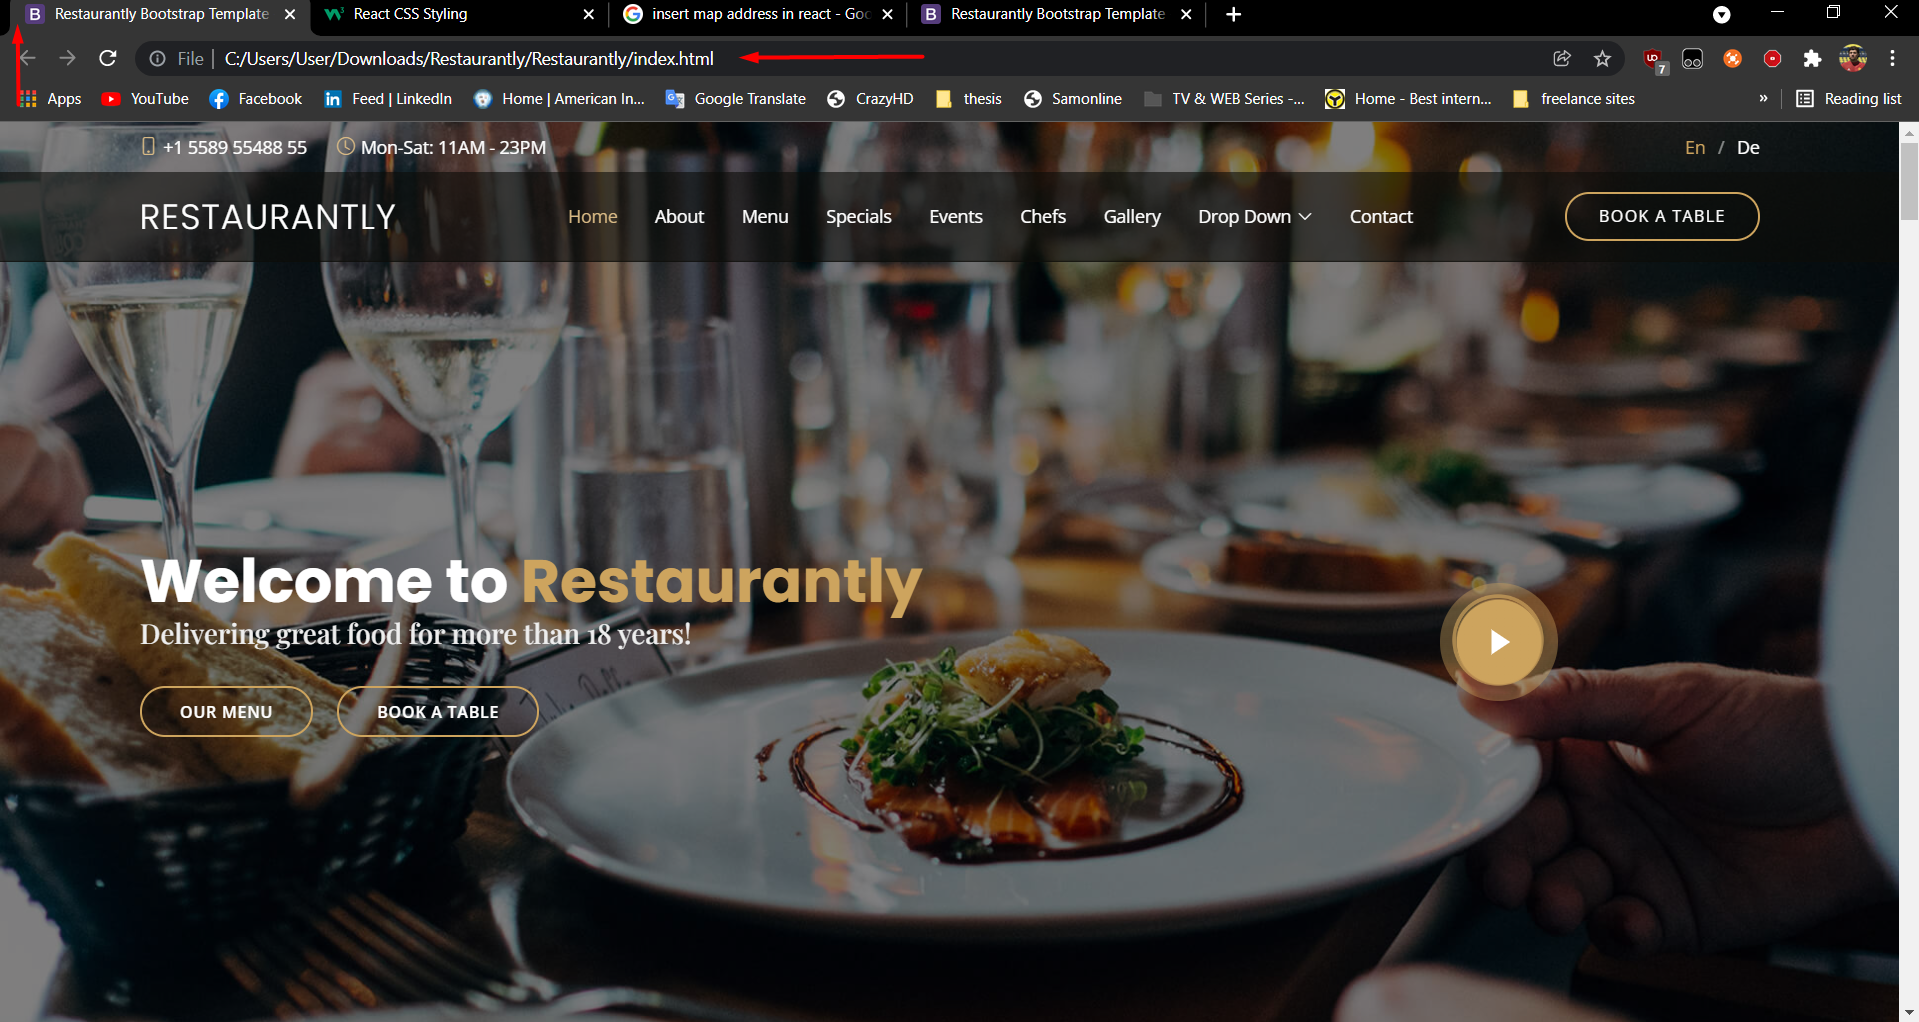 Restaurantly Bootstrap Template
React CSS Styling
insert map address in react - Goo
Restaurantly Bootstrap Template
File | C:/Users/User/Downloads/Restaurantly/Restaurantly/index.html
7
Apps YouTube Facebook Feed | LinkedIn Home | American In... Google Translate CrazyHD thesis Samonline TV & WEB Series -... Home - Best intern... freelance sites » Reading list
+1 5589 55488 55 Mon-Sat: 11AM - 23PM En / De
RESTAURANTLY Home About Menu Specials Events Chefs Gallery Drop Down Contact BOOK A TABLE
Welcome to Restaurantly
Delivering great food for more than 18 years!
OUR MENU BOOK A TABLE